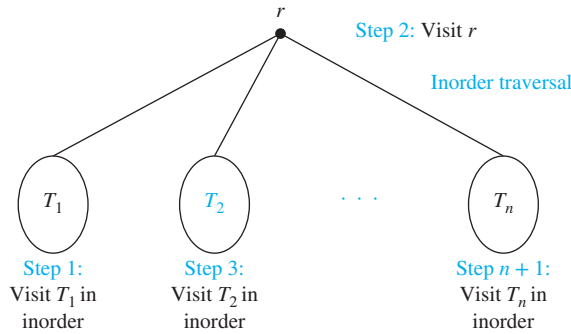 r
Step 2: Visit r
Inorder traversal
T₁
T₂
· · ·
Tₙ
Step 1:
Visit T₁ in
inorder
Step 3:
Visit T₂ in
inorder
Step n + 1:
Visit Tₙ in
inorder